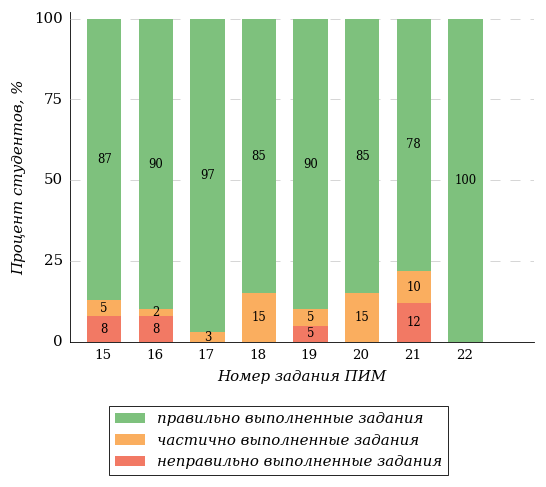 100
75
50
25
0
Процент студентов, %
87 90 97 85 90 85 78 100
5 2 3 15 5 15 10
8 8 5 12
15 16 17 18 19 20 21 22
Номер задания ПИМ
правильно выполненные задания
частично выполненные задания
неправильно выполненные задания